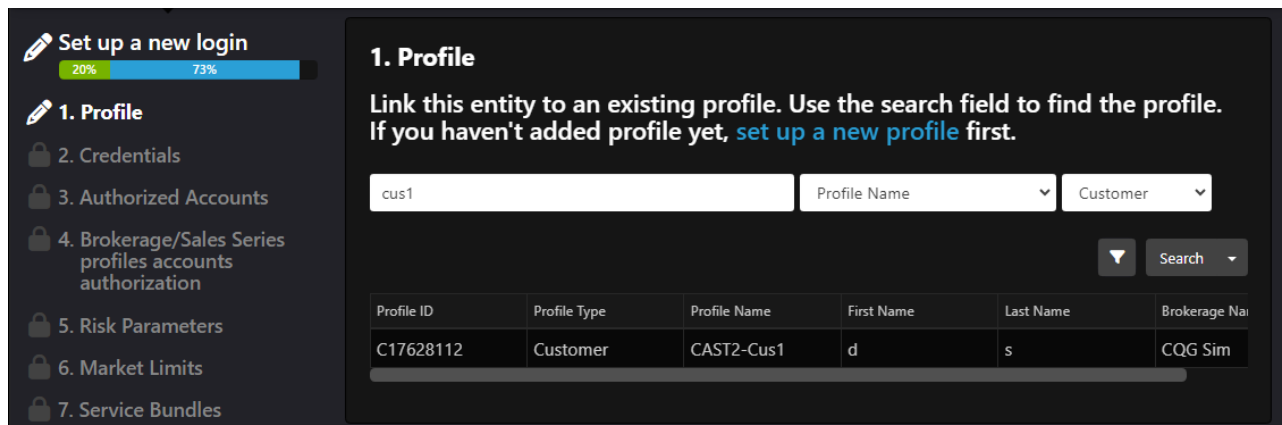 Set up a new login
20% 73%
1. Profile
2. Credentials
3. Authorized Accounts
4. Brokerage/Sales Series
profiles accounts
authorization
5. Risk Parameters
6. Market Limits
7. Service Bundles
1. Profile
Link this entity to an existing profile. Use the search field to find the profile.
If you haven't added profile yet, set up a new profile first.
cus1 Profile Name Customer
Search
Profile ID Profile Type Profile Name First Name Last Name Brokerage
C17628112 Customer CAST2-Cus1 d s CQG Sim